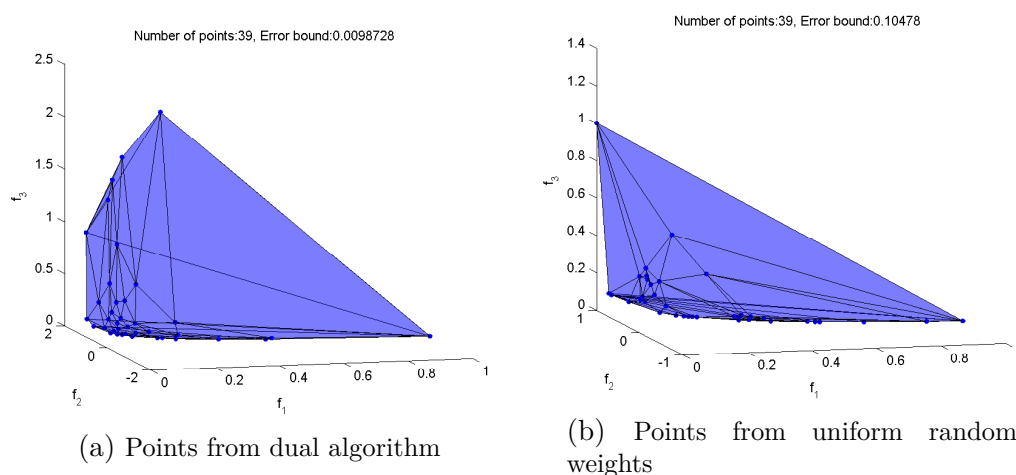 Number of points:39, Error bound:0.0098728
2.5
2
1.5
1
0.5
0
f3
2
0
-2
f2
0
0.2
0.4
0.6
0.8
1
f1
(a) Points from dual algorithm
Number of points:39, Error bound:0.10478
1.4
1.2
1
0.8
0.6
0.4
0.2
0
f3
1
0
-1
f2
0
0.2
0.4
0.6
0.8
f1
(b) Points from uniform random
weights